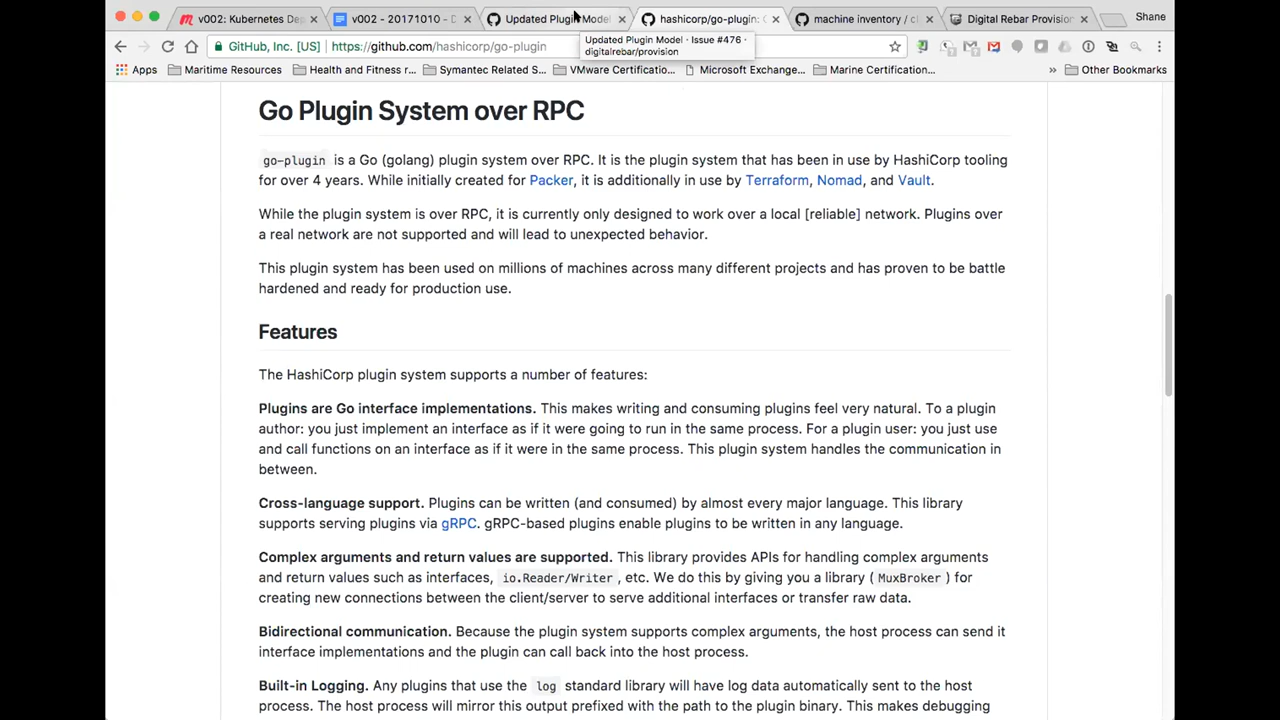 v002: Kubernetes Dep
v002 - 20171010 - D
Updated Plugin Model
hashicorp/go-plugin: G
machine inventory / cl
Digital Rebar Provision
Shane
GitHub, Inc. [US]
https://github.com/hashicorp/go-plugin
Updated Plugin Model · Issue #476 ·
digitalrebar/provision
Apps
Maritime Resources
Health and Fitness r...
Symantec Related S...
VMware Certificatio...
Microsoft Exchange...
Marine Certification...
»
Other Bookmarks
Go Plugin System over RPC
go-plugin is a Go (golang) plugin system over RPC. It is the plugin system that has been in use by HashiCorp tooling
for over 4 years. While initially created for Packer, it is additionally in use by Terraform, Nomad, and Vault.
While the plugin system is over RPC, it is currently only designed to work over a local [reliable] network. Plugins over
a real network are not supported and will lead to unexpected behavior.
This plugin system has been used on millions of machines across many different projects and has proven to be battle
hardened and ready for production use.
Features
The HashiCorp plugin system supports a number of features:
Plugins are Go interface implementations. This makes writing and consuming plugins feel very natural. To a plugin
author: you just implement an interface as if it were going to run in the same process. For a plugin user: you just use
and call functions on an interface as if it were in the same process. This plugin system handles the communication in
between.
Cross-language support. Plugins can be written (and consumed) by almost every major language. This library
supports serving plugins via gRPC. gRPC-based plugins enable plugins to be written in any language.
Complex arguments and return values are supported. This library provides APIs for handling complex arguments
and return values such as interfaces, io.Reader/Writer, etc. We do this by giving you a library (MuxBroker) for
creating new connections between the client/server to serve additional interfaces or transfer raw data.
Bidirectional communication. Because the plugin system supports complex arguments, the host process can send it
interface implementations and the plugin can call back into the host process.
Built-in Logging. Any plugins that use the log standard library will have log data automatically sent to the host
process. The host process will mirror this output prefixed with the path to the plugin binary. This makes debugging